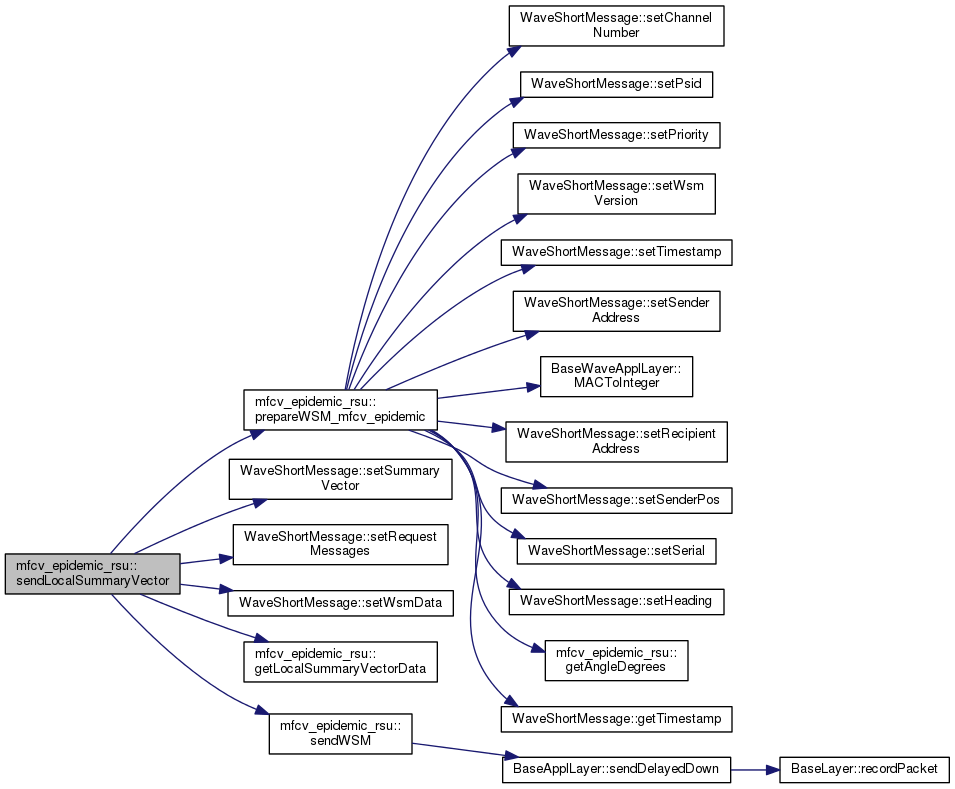 WaveShortMessage::setChannel
Number
WaveShortMessage::setPsid
WaveShortMessage::setPriority
WaveShortMessage::setWsm
Version
WaveShortMessage::setTimestamp
WaveShortMessage::setSender
Address
BaseWaveApplLayer::
MACToInteger
mfcv_epidemic_rsu::
prepareWSM_mfcv_epidemic
WaveShortMessage::setRecipient
Address
WaveShortMessage::setSummary
Vector
WaveShortMessage::setSenderPos
WaveShortMessage::setRequest
Messages
WaveShortMessage::setSerial
mfcv_epidemic_rsu::
sendLocalSummaryVector
WaveShortMessage::setWsmData
WaveShortMessage::setHeading
mfcv_epidemic_rsu::
getLocalSummaryVectorData
mfcv_epidemic_rsu::
getAngleDegrees
mfcv_epidemic_rsu::
sendWSM
WaveShortMessage::getTimestamp
BaseApplLayer::sendDelayedDown
BaseLayer::recordPacket